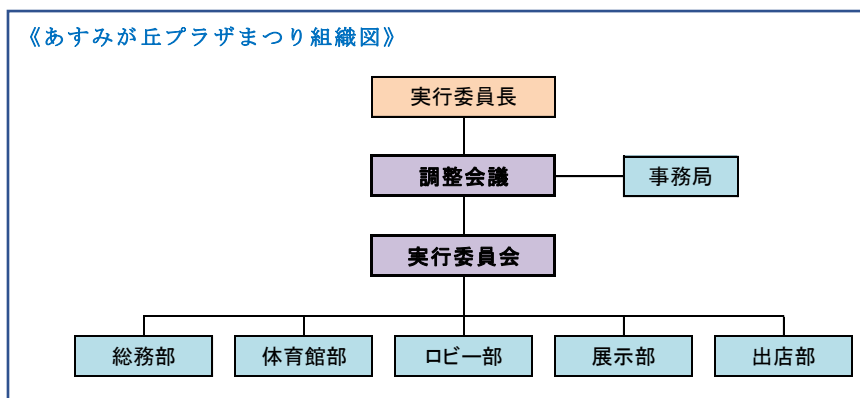 《あすみが丘プラザまつり組織図》
実行委員長
調整会議
事務局
実行委員会
総務部
体育館部
ロビー部
展示部
出店部